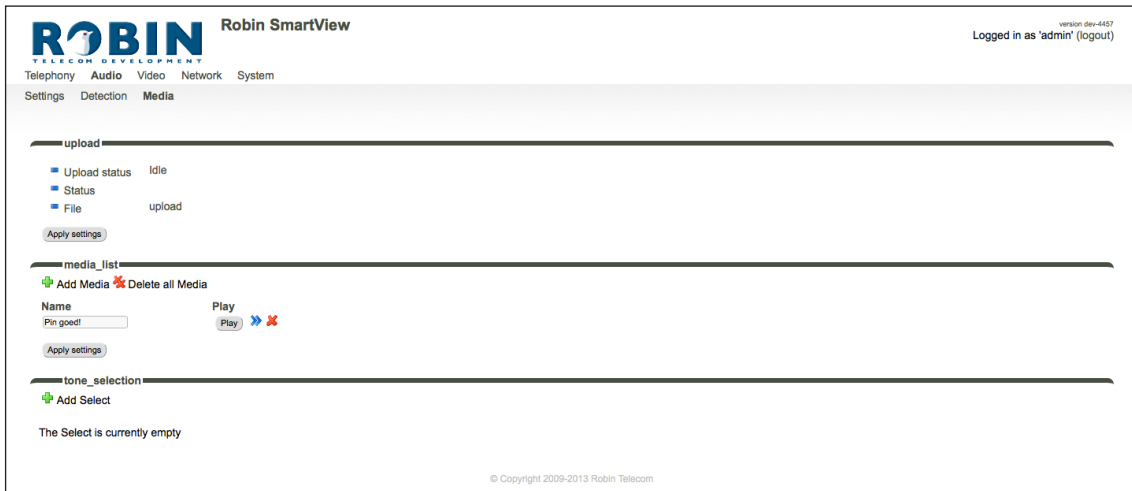 ROBIN
TELECOM DEVELOPMENT
Robin SmartView
version dev-4457
Logged in as 'admin' (logout)
Telephony Audio Video Network System
Settings Detection Media
upload
Upload status Idle
Status
File upload
Apply settings
media_list
Add Media Delete all Media
Name Play
Pin goed! Play
Apply settings
tone_selection
Add Select
The Select is currently empty
© Copyright 2009-2013 Robin Telecom